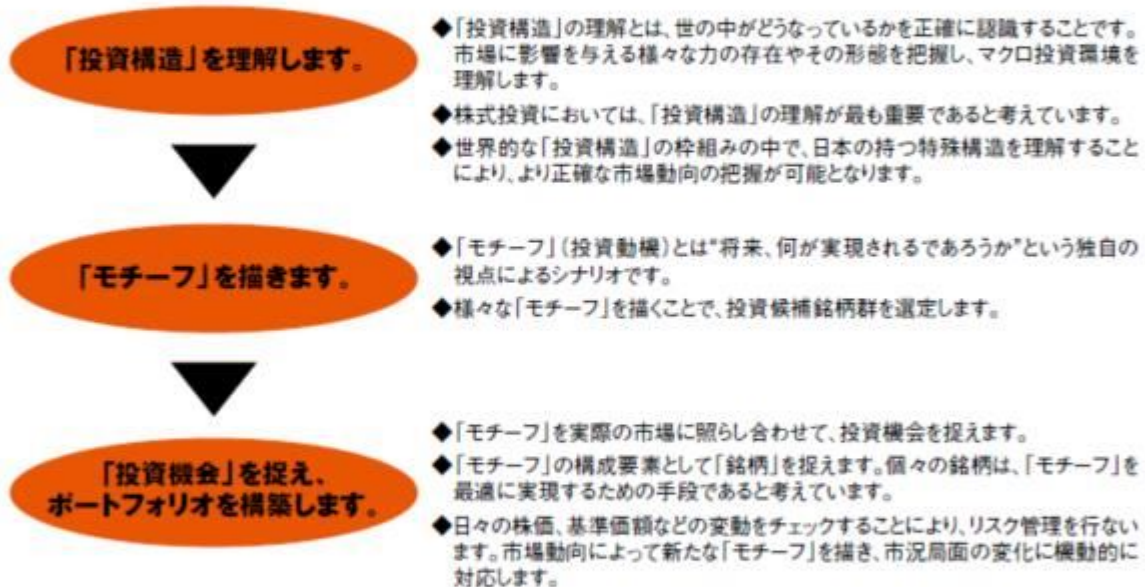 「投資構造」を理解します。
◆「投資構造」の理解とは、世の中がどうなっているかを正確に認識することです。
市場に影響を与える様々な力の存在やその形態を把握し、マクロ投資環境を
理解します。
◆株式投資においては、「投資構造」の理解が最も重要であると考えています。
◆世界的な「投資構造」の枠組みの中で、日本の持つ特殊構造を理解すること
により、より正確な市場動向の把握が可能となります。
「モチーフ」を描きます。
◆「モチーフ」(投資動機)とは“将来、何が実現されるであろうか”という独自の
視点によるシナリオです。
◆様々な「モチーフ」を描くことで、投資候補銘柄群を選定します。
「投資機会」を捉え、
ポートフォリオを構築します。
◆「モチーフ」を実際の市場に照らし合わせて、投資機会を捉えます。
◆「モチーフ」の構成要素として「銘柄」を捉えます。個々の銘柄は、「モチーフ」を
最適に実現するための手段であると考えています。
◆日々の株価、基準価額などの変動をチェックすることにより、リスク管理を行ない
ます。市場動向によって新たな「モチーフ」を描き、市況局面の変化に機動的に
対応します。